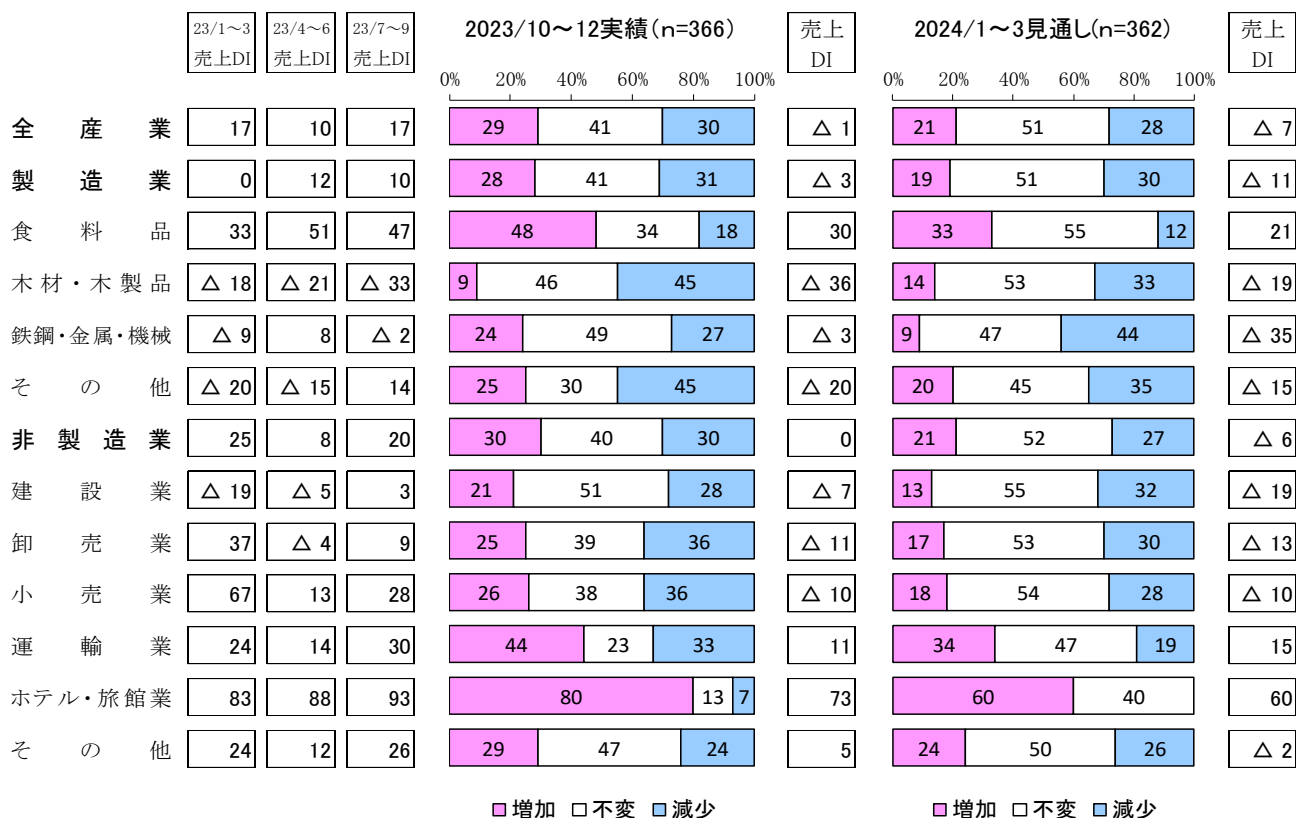 23/1～3 23/4～6 23/7～9 2023/10～12実績(n=366) 売上 2024/1～3見通し(n=362) 売上
売上DI 売上DI 売上DI DI DI
0% 20% 40% 60% 80% 100% 0% 20% 40% 60% 80% 100%
全産業 17 10 17 29 41 30 △ 1 21 51 28 △ 7
製造業 0 12 10 28 41 31 △ 3 19 51 30 △ 11
食料品 33 51 47 48 34 18 30 33 55 12 21
木材・木製品 △ 18 △ 21 △ 33 9 46 45 △ 36 14 53 33 △ 19
鉄鋼・金属・機械 △ 9 8 △ 2 24 49 27 △ 3 9 47 44 △ 35
その他 △ 20 △ 15 14 25 30 45 △ 20 20 45 35 △ 15
非製造業 25 8 20 30 40 30 0 21 52 27 △ 6
建設業 △ 19 △ 5 3 21 51 28 △ 7 13 55 32 △ 19
卸売業 37 △ 4 9 25 39 36 △ 11 17 53 30 △ 13
小売業 67 13 28 26 38 36 △ 10 18 54 28 △ 10
運輸業 24 14 30 44 23 33 11 34 47 19 15
ホテル・旅館業 83 88 93 80 13 7 73 60 40 60
その他 24 12 26 29 47 24 5 24 50 26 △ 2
増加 不変 減少 増加 不変 減少